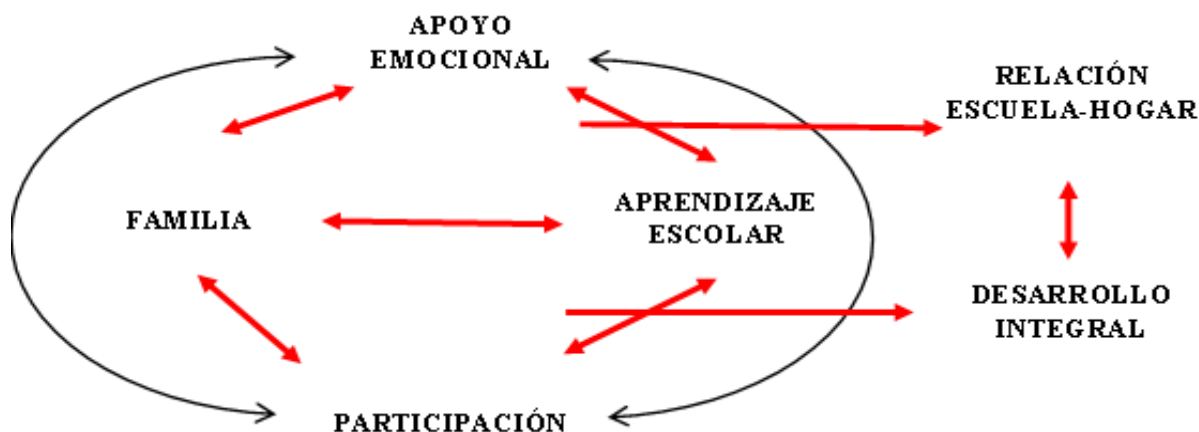 APOYO
EMOCIONAL
RELACIÓN
ESCUELA-HOGAR
FAMILIA
APRENDIZAJE
ESCOLAR
DESARROLLO
INTEGRAL
PARTICIPACIÓN